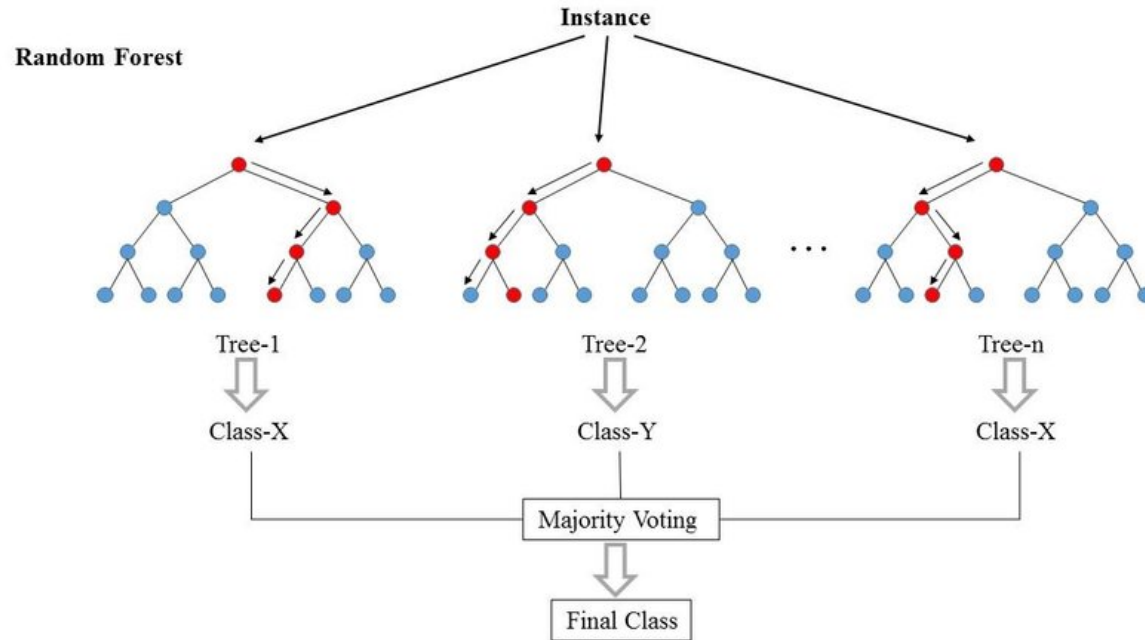 Instance
Random Forest
. . .
Tree-1
Tree-2
Tree-n
Class-X
Class-Y
Class-X
Majority Voting
Final Class